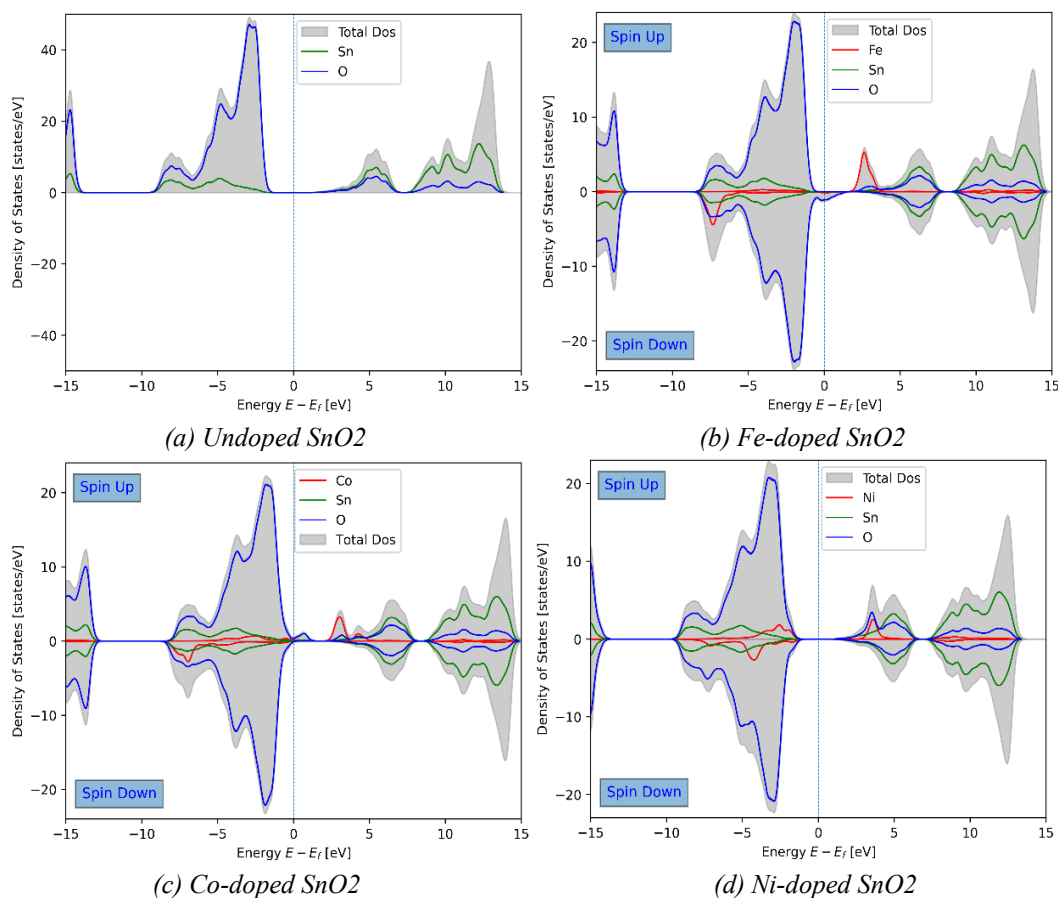 Density of States [states/eV]
40
20
0
−20
−40
Total Dos
Sn
O
−15 −10 −5 0 5 10 15
Energy E − E_f [eV]
(a) Undoped SnO2
Density of States [states/eV]
20
10
0
−10
−20
Spin Up
Total Dos
Fe
Sn
O
Spin Down
−15 −10 −5 0 5 10 15
Energy E − E_f [eV]
(b) Fe-doped SnO2
Density of States [states/eV]
20
10
0
−10
−20
Spin Up
Co
Sn
O
Total Dos
Spin Down
−15 −10 −5 0 5 10 15
Energy E − E_f [eV]
(c) Co-doped SnO2
Density of States [states/eV]
20
10
0
−10
−20
Spin Up
Total Dos
Ni
Sn
O
Spin Down
−15 −10 −5 0 5 10 15
Energy E − E_f [eV]
(d) Ni-doped SnO2